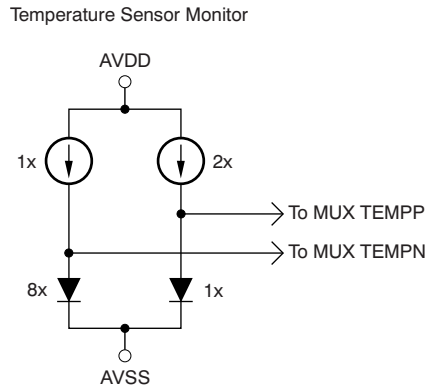 Temperature Sensor Monitor
AVDD
1x
2x
To MUX TEMPP
To MUX TEMPN
8x
1x
AVSS